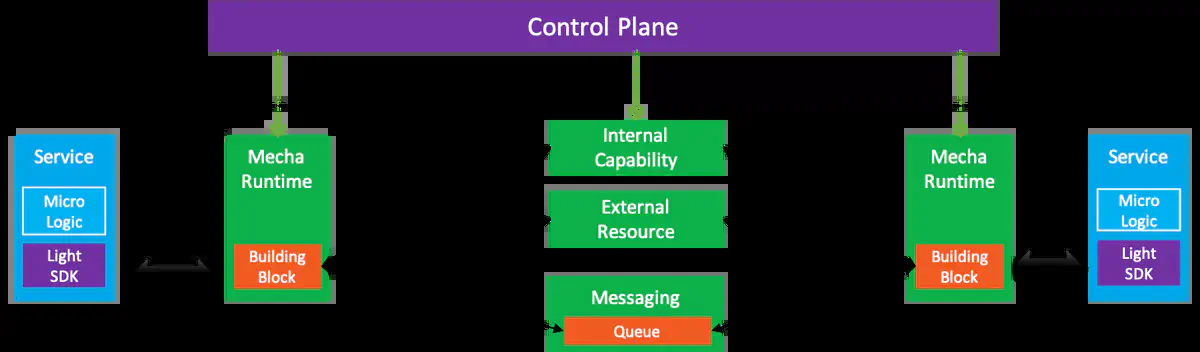 Control Plane
Service
Micro
Logic
Light
SDK
Mecha
Runtime
Building
Block
Internal
Capability
External
Resource
Messaging
Queue
Mecha
Runtime
Building
Block
Service
Micro
Logic
Light
SDK